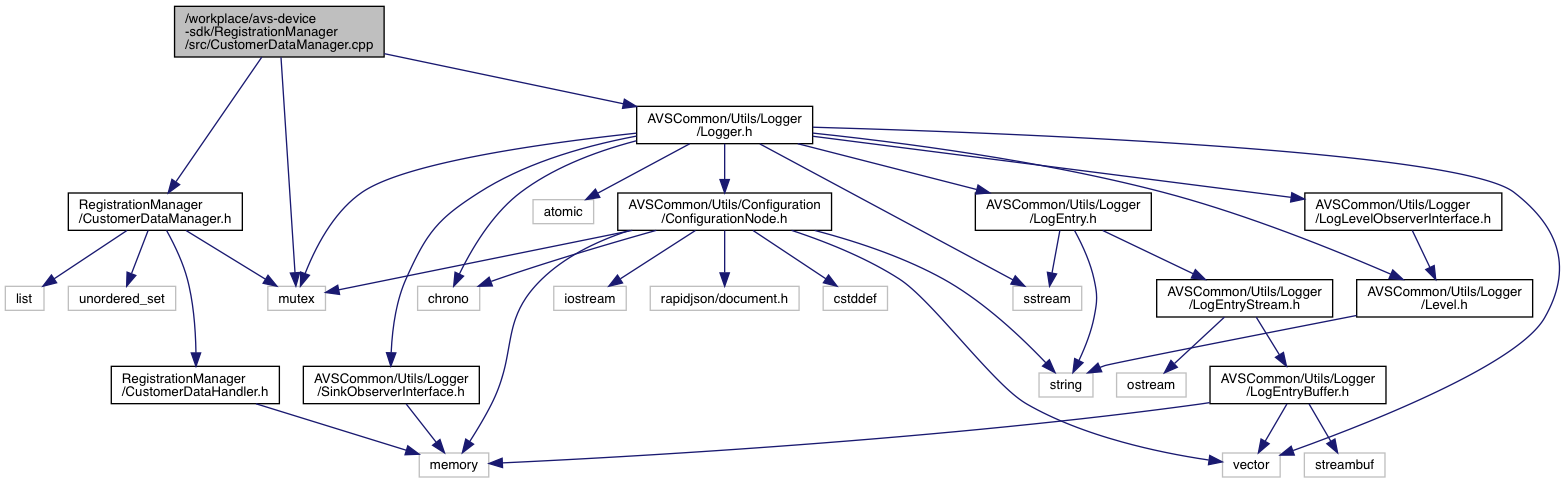 /workplace/avs-device
-sdk/RegistrationManager
/src/CustomerDataManager.cpp
AVSCommon/Utils/Logger
/Logger.h
RegistrationManager
/CustomerDataManager.h
atomic
AVSCommon/Utils/Configuration
/ConfigurationNode.h
AVSCommon/Utils/Logger
/LogEntry.h
AVSCommon/Utils/Logger
/LogLevelObserverInterface.h
list
unordered_set
mutex
chrono
iostream
rapidjson/document.h
cstddef
sstream
AVSCommon/Utils/Logger
/LogEntryStream.h
AVSCommon/Utils/Logger
/Level.h
RegistrationManager
/CustomerDataHandler.h
AVSCommon/Utils/Logger
/SinkObserverInterface.h
string
ostream
AVSCommon/Utils/Logger
/LogEntryBuffer.h
memory
vector
streambuf